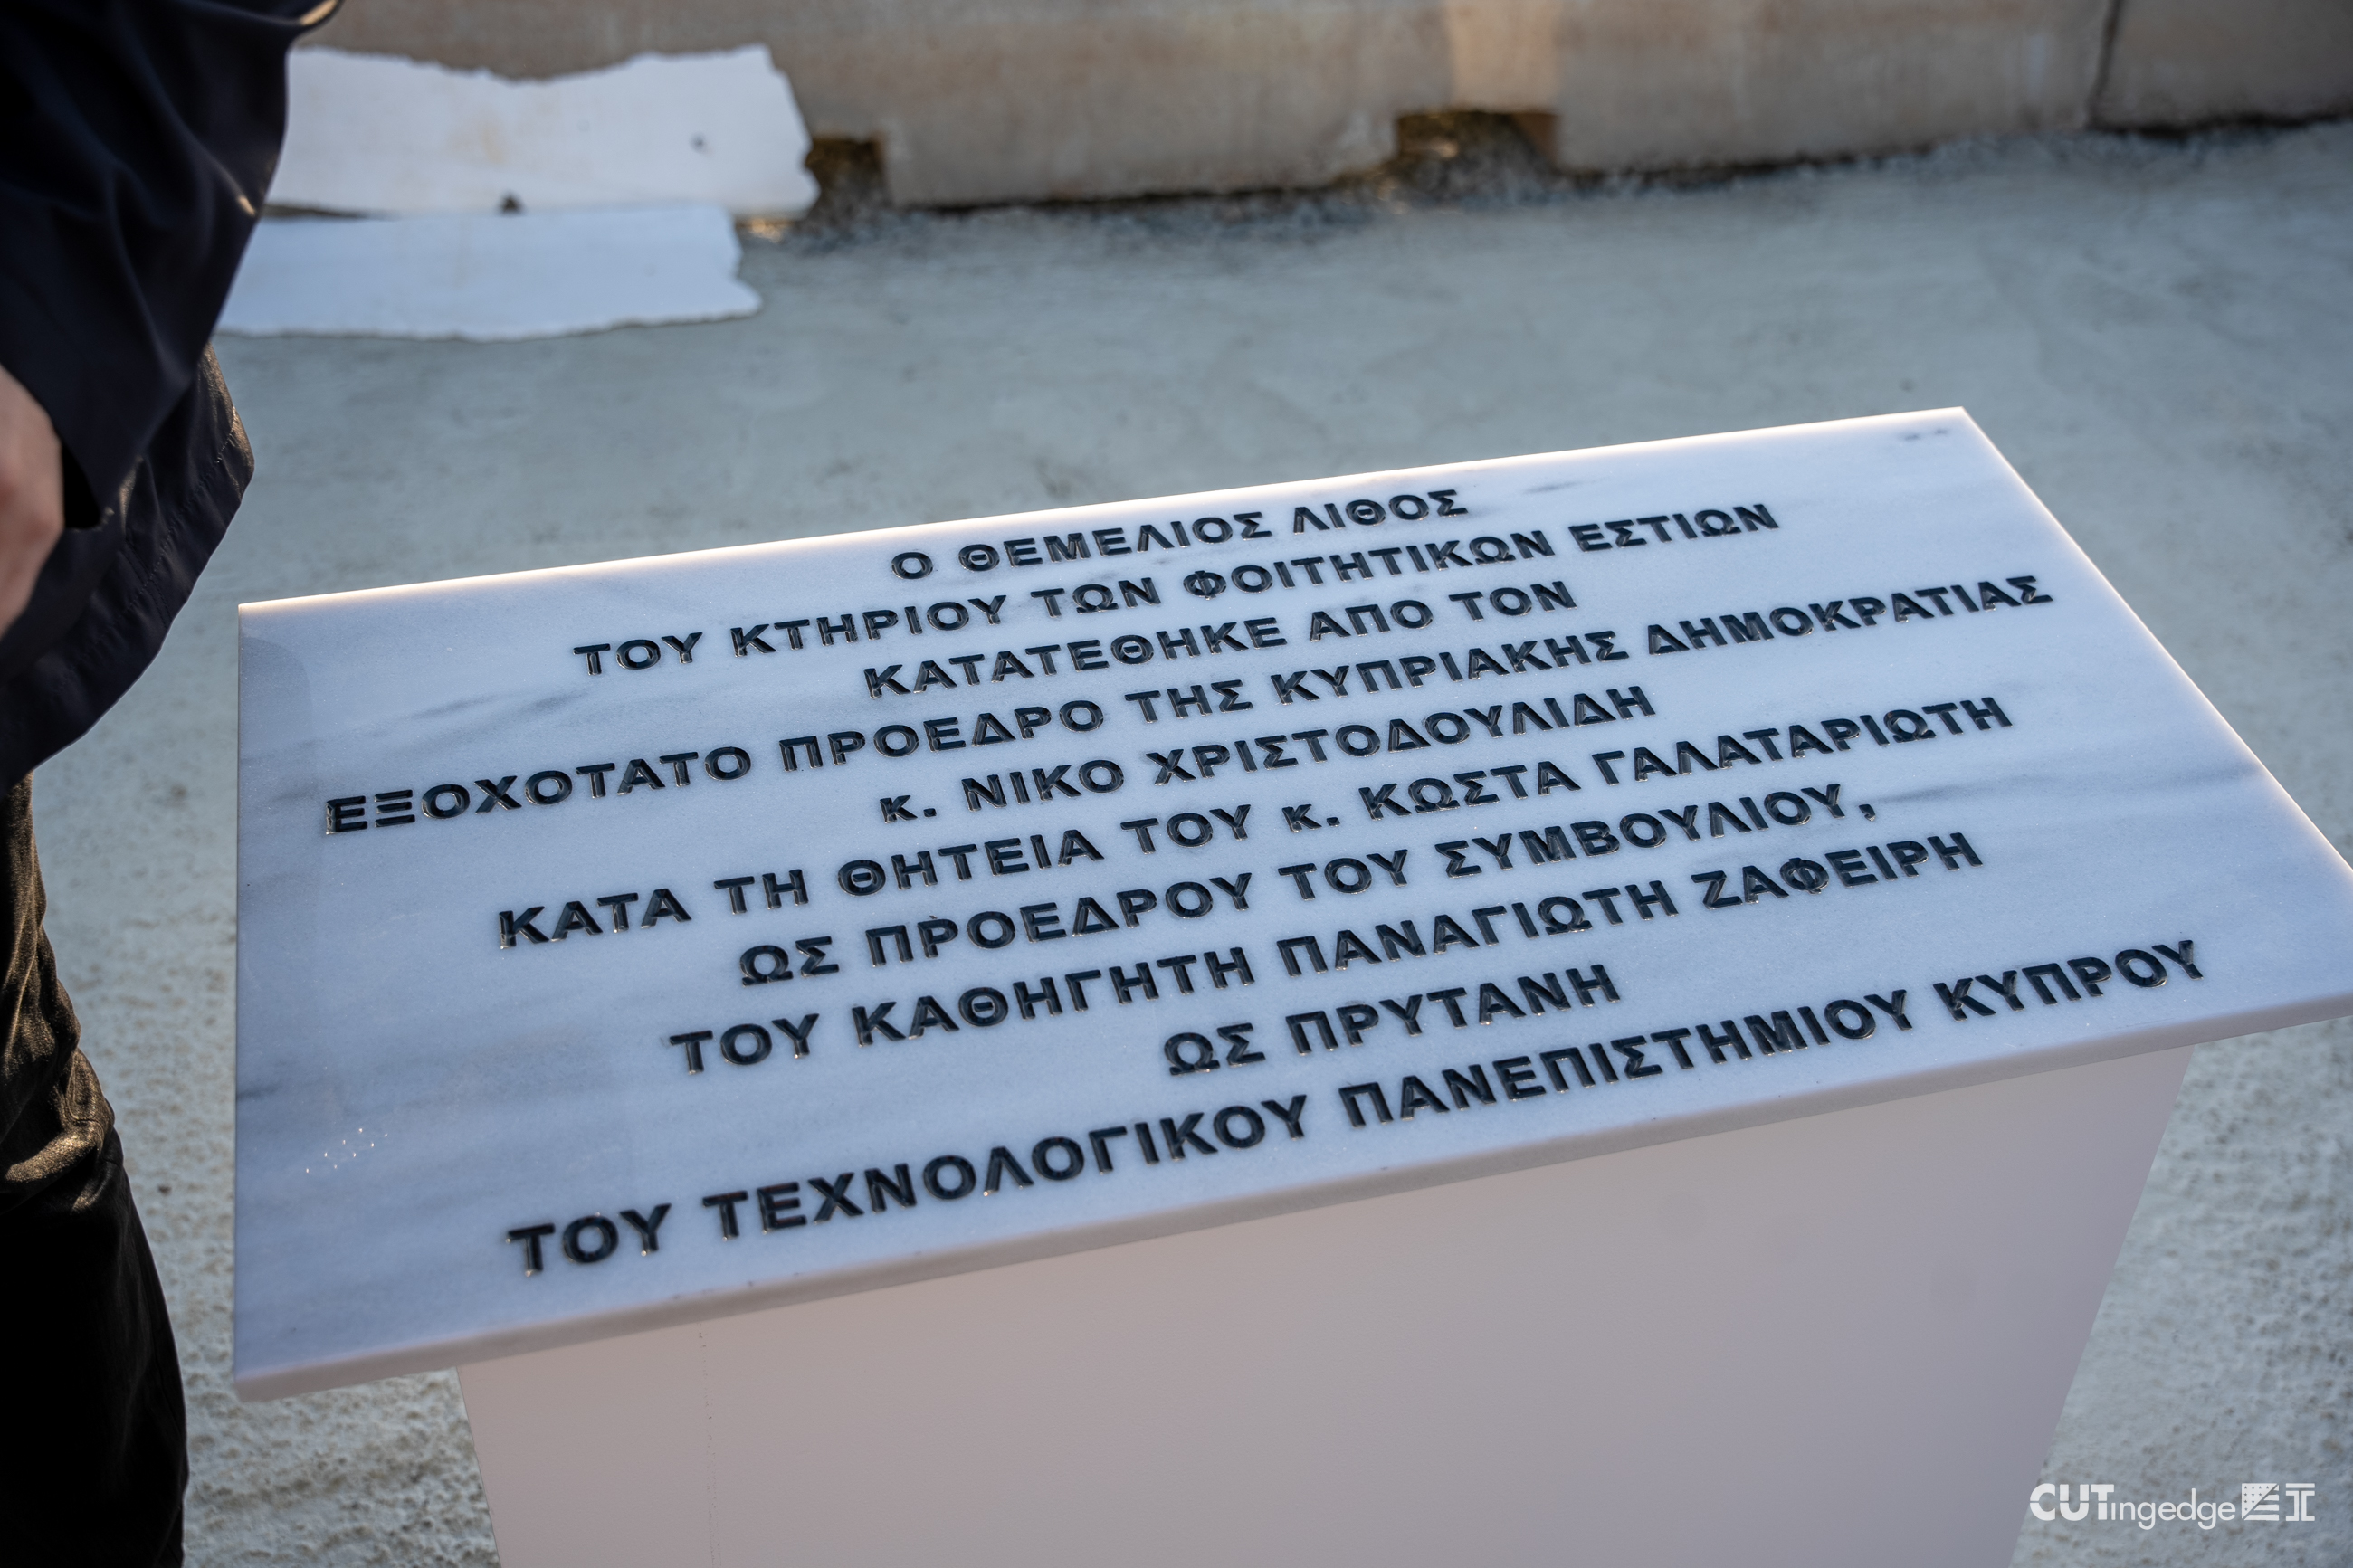 Ο ΘΕΜΕΛΙΟΣ ΛΙΘΟΣ
ΤΟΥ ΚΤΗΡΙΟΥ ΤΩΝ ΦΟΙΤΗΤΙΚΩΝ ΕΣΤΙΩΝ
ΚΑΤΑΤΕΘΗΚΕ ΑΠΟ ΤΟΝ
ΕΞΟΧΟΤΑΤΟ ΠΡΟΕΔΡΟ ΤΗΣ ΚΥΠΡΙΑΚΗΣ ΔΗΜΟΚΡΑΤΙΑΣ
κ. ΝΙΚΟ ΧΡΙΣΤΟΔΟΥΛΙΔΗ
ΚΑΤΑ ΤΗ ΘΗΤΕΙΑ ΤΟΥ κ. ΚΩΣΤΑ ΓΑΛΑΤΑΡΙΩΤΗ
ΩΣ ΠΡΟΕΔΡΟΥ ΤΟΥ ΣΥΜΒΟΥΛΙΟΥ,
ΤΟΥ ΚΑΘΗΓΗΤΗ ΠΑΝΑΓΙΩΤΗ ΖΑΦΕΙΡΗ
ΩΣ ΠΡΥΤΑΝΗ
ΤΟΥ ΤΕΧΝΟΛΟΓΙΚΟΥ ΠΑΝΕΠΙΣΤΗΜΙΟΥ ΚΥΠΡΟΥ
CUTingedge